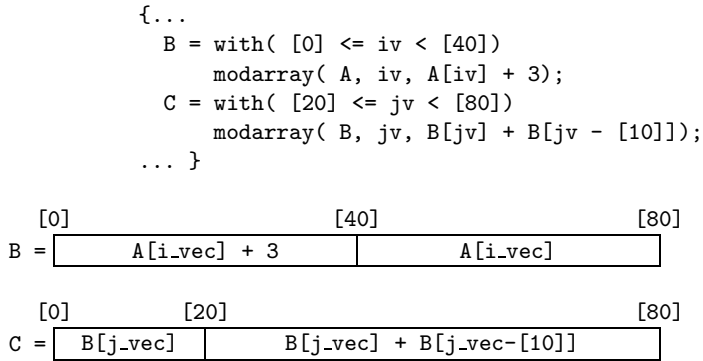 {...
B = with( [0] <= iv < [40])
modarray( A, iv, A[iv] + 3);
C = with( [20] <= jv < [80])
modarray( B, jv, B[jv] + B[jv - [10]]);
... }
[0] [40] [80]
B = A[i_vec] + 3 A[i_vec]
[0] [20] [80]
C = B[j_vec] B[j_vec] + B[j_vec-[10]]